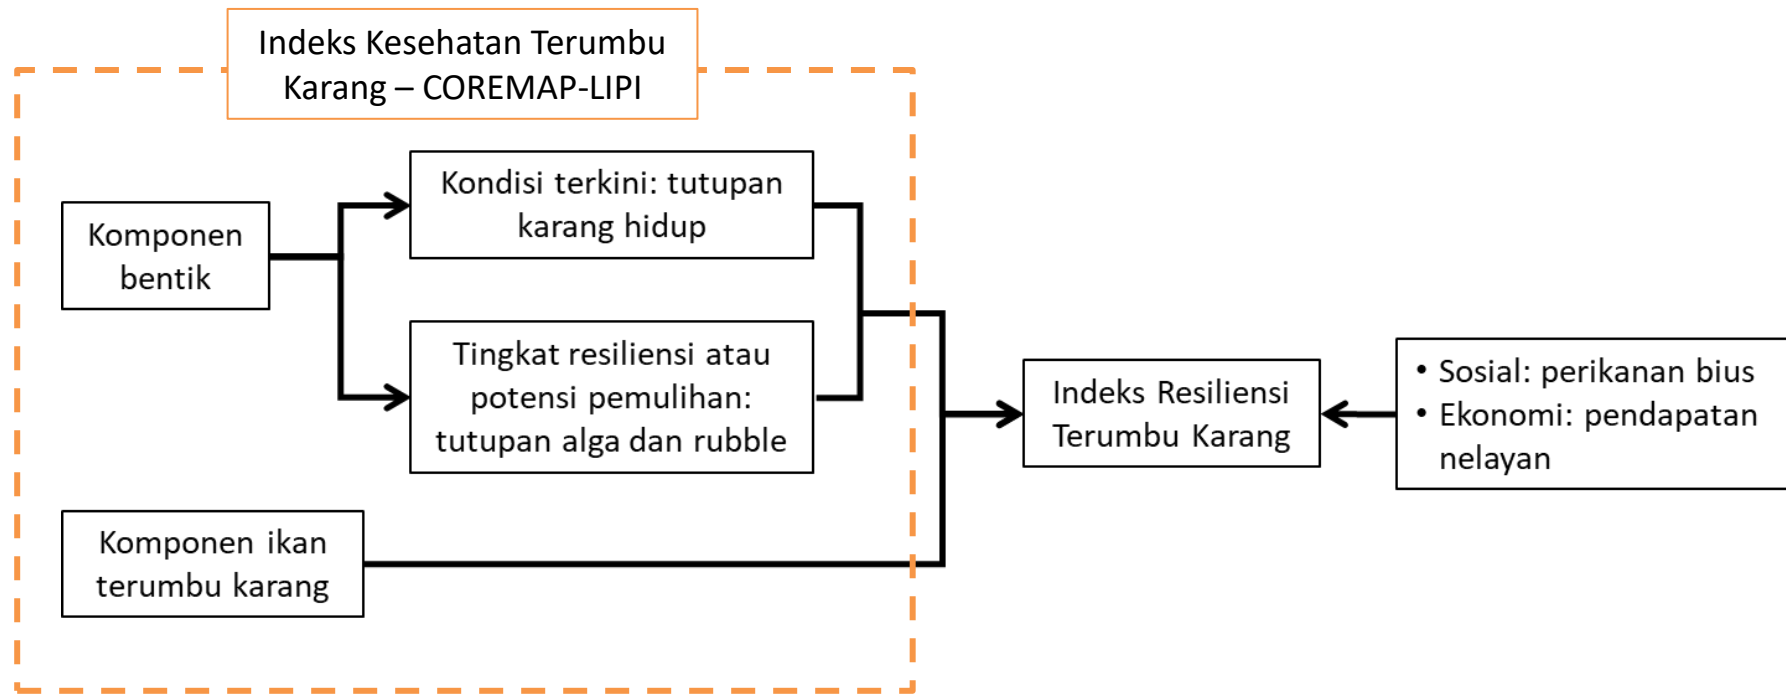 Indeks Kesehatan Terumbu
Karang – COREMAP-LIPI
Komponen
bentik
Kondisi terkini: tutupan
karang hidup
Tingkat resiliensi atau
potensi pemulihan:
tutupan alga dan rubble
Komponen ikan
terumbu karang
Indeks Resiliensi
Terumbu Karang
• Sosial: perikanan bius
• Ekonomi: pendapatan
nelayan